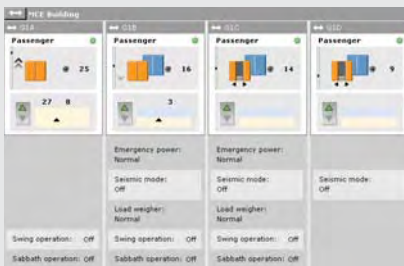 MCE Building
G1A
G1B
G1C
G1D
Passenger
Passenger
Passenger
Passenger
@ 25
@ 16
@ 14
@ 9
27 8
3
Emergency power:
Normal
Emergency power:
Normal
Seismic mode:
Off
Seismic mode:
Off
Seismic mode:
Off
Load weigher:
Normal
Load weigher:
Normal
Swing operation: Off
Swing operation: Off
Swing operation: Off
Sabbath operation: Off
Sabbath operation: Off
Sabbath operation: Off